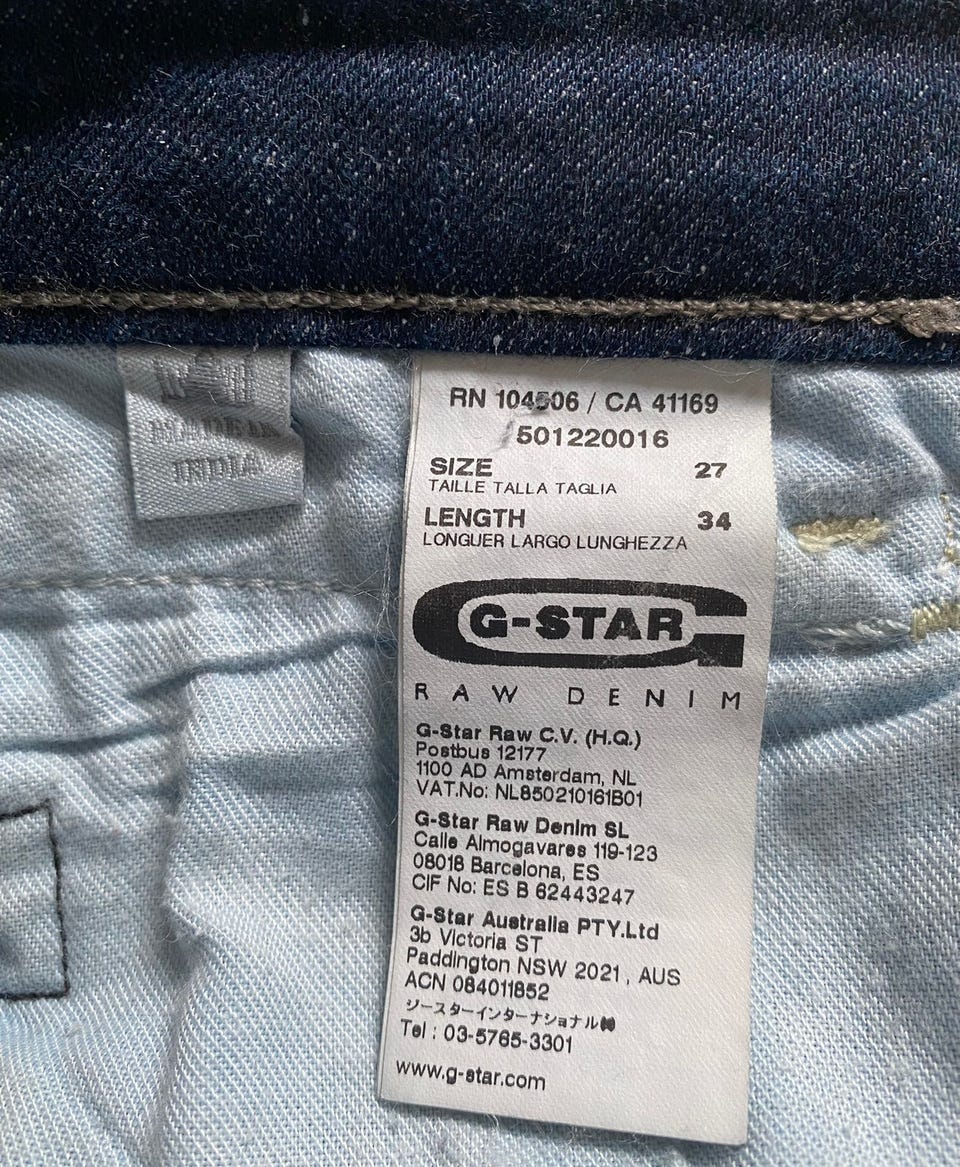 MADE IN
INDIA
RN 104506 / CA 41169
501220016
SIZE 27
TAILLE TALLA TAGLIA
LENGTH 34
LONGUER LARGO LUNGHEZZA
G-STAR
RAW DENIM
G-Star Raw C.V. (H.Q.)
Postbus 12177
1100 AD Amsterdam, NL
VAT.No: NL850210161B01
G-Star Raw Denim SL
Calle Almogavares 119-123
08018 Barcelona, ES
CIF No: ES B 62443247
G-Star Australia PTY.Ltd
3b Victoria ST
Paddington NSW 2021, AUS
ACN 084011852
ジースターインターナショナル㈱
Tel : 03-5765-3301
www.g-star.com